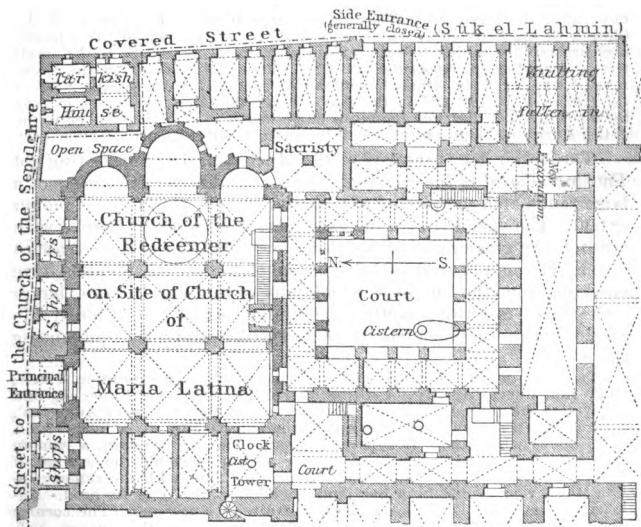 Covered Street
Side Entrance
(generally closed)
(Sûk el-Lahmin)
Turkish
House
Open Space
Sacristy
Vaulting
fallen in
Church of the
Redeemer
on Site of Church
of
Maria Latina
Court
N. S.
Cistern
Street to the Church of the Sepulchre
Shops
Principal
Entrance
Shops
Clock
Cist.
Tower
Court